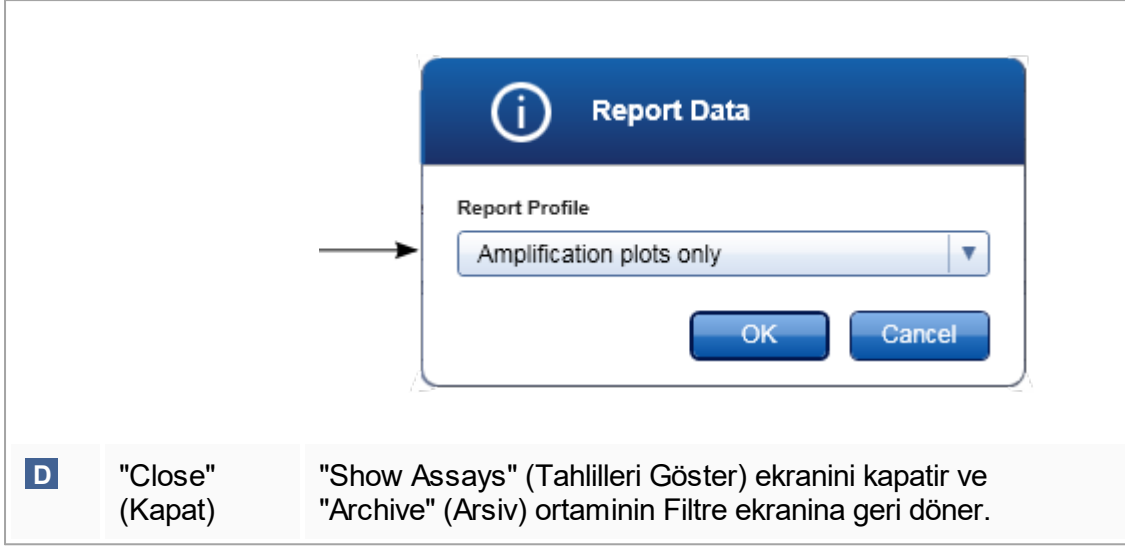 Report Data
Report Profile
Amplification plots only
OK Cancel
D "Close" "Show Assays" (Tahlilleri Göster) ekranini kapatir ve
(Kapat) "Archive" (Arsiv) ortaminin Filtre ekranina geri döner.